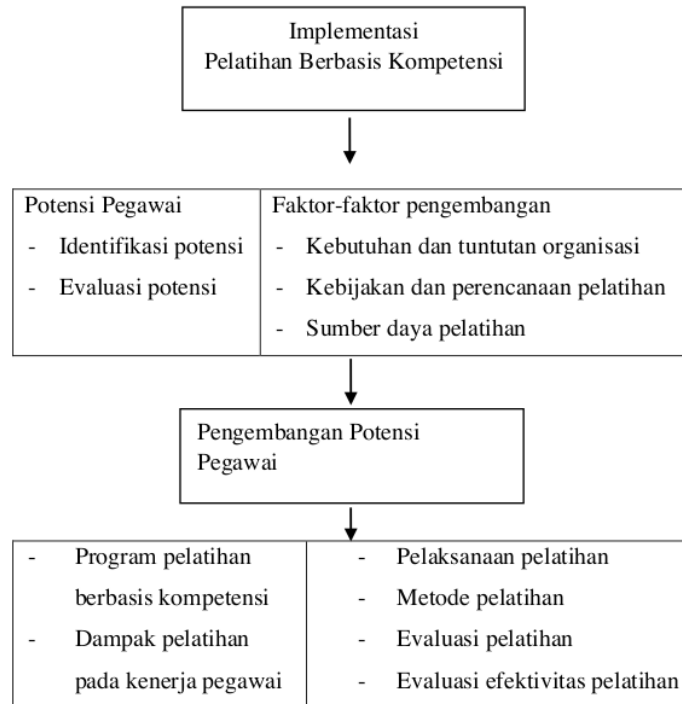 Implementasi
Pelatihan Berbasis Kompetensi
Potensi Pegawai
- Identifikasi potensi
- Evaluasi potensi
Faktor-faktor pengembangan
- Kebutuhan dan tuntutan organisasi
- Kebijakan dan perencanaan pelatihan
- Sumber daya pelatihan
Pengembangan Potensi
Pegawai
- Program pelatihan
berbasis kompetensi
- Dampak pelatihan
pada kenerja pegawai
- Pelaksanaan pelatihan
- Metode pelatihan
- Evaluasi pelatihan
- Evaluasi efektivitas pelatihan